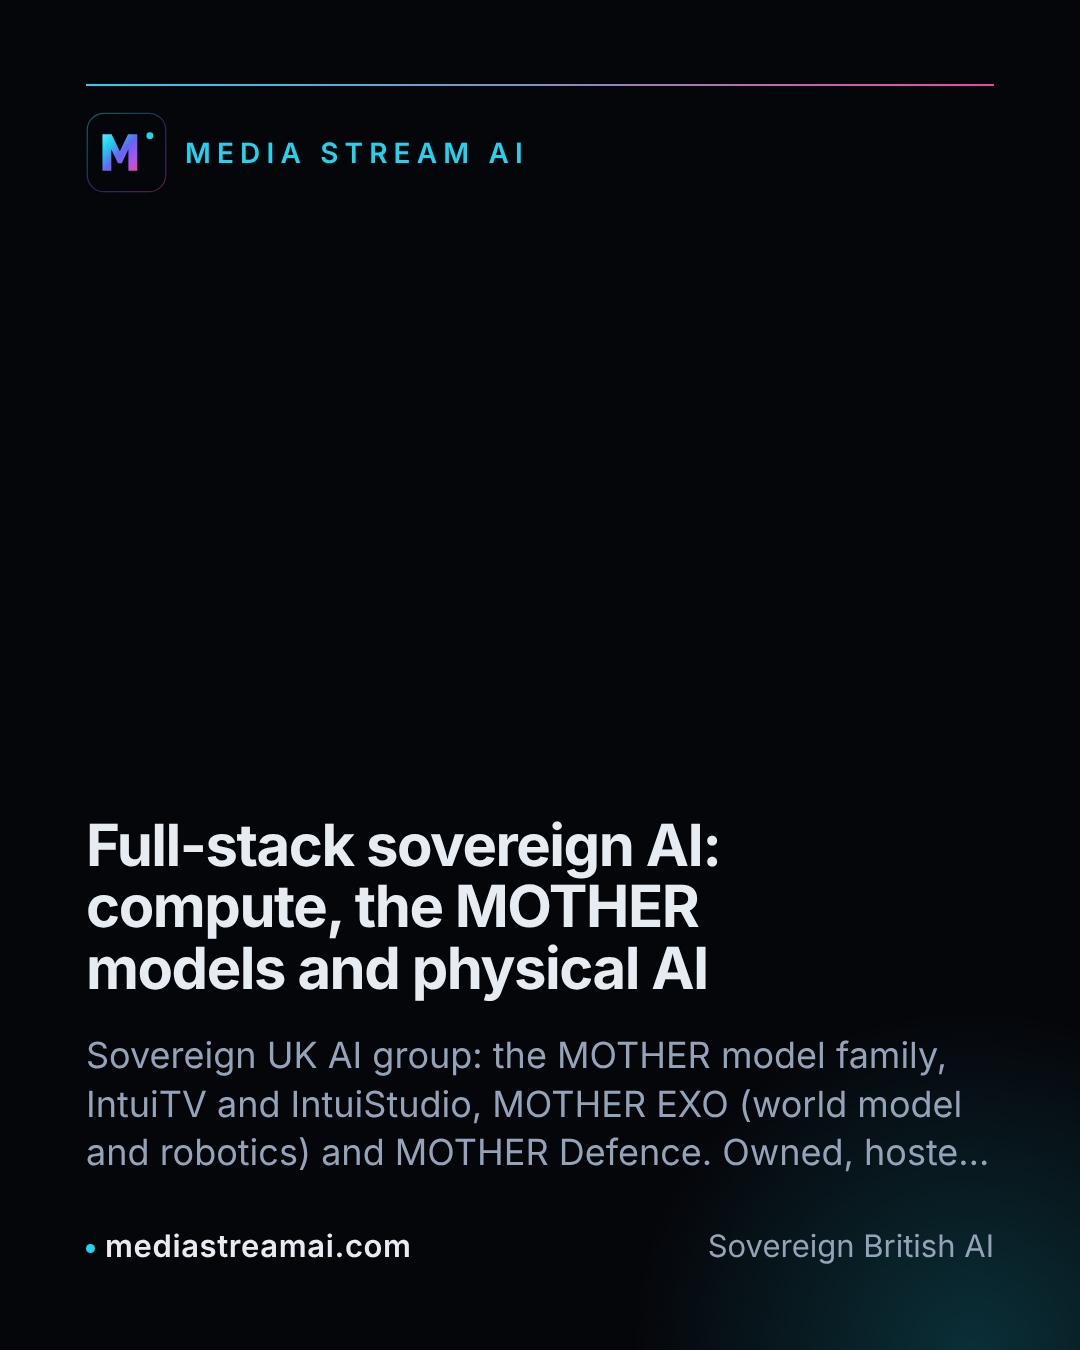 M
MEDIA STREAM AI
Full-stack sovereign AI:
compute, the MOTHER
models and physical AI
Sovereign UK AI group: the MOTHER model family,
IntuiTV and IntuiStudio, MOTHER EXO (world model
and robotics) and MOTHER Defence. Owned, hoste...
mediastreamai.com
Sovereign British AI